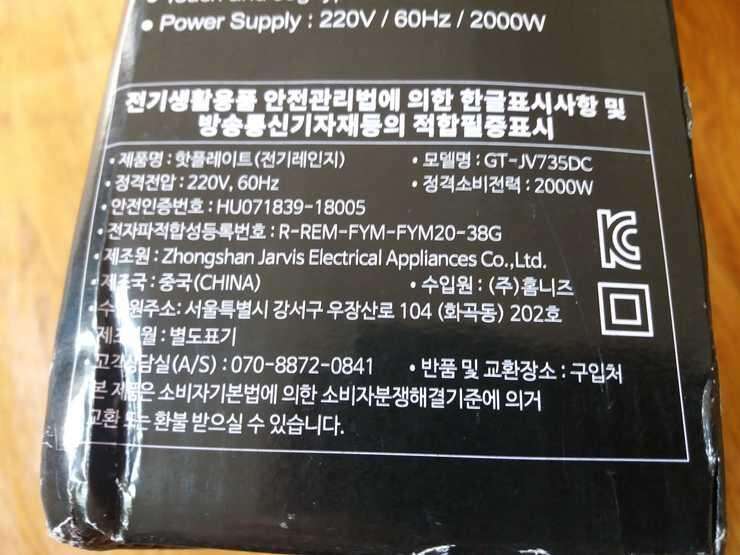 • Power Supply : 220V / 60Hz / 2000W
전기생활용품 안전관리법에 의한 한글표시사항 및
방송통신기자재등의 적합필증표시
• 제품명 : 핫플레이트(전기레인지) • 모델명 : GT-JV735DC
• 정격전압 : 220V, 60Hz • 정격소비전력 : 2000W
• 안전인증번호 : HU071839-18005
• 전자파적합성등록번호 : R-REM-FYM-FYM20-38G
• 제조원 : Zhongshan Jarvis Electrical Appliances Co.,Ltd.
• 제조국 : 중국(CHINA) • 수입원 : (주)홈니즈
• 수입원주소: 서울특별시 강서구 우장산로 104 (화곡동) 202호
제조월 : 별도표기
고객상담실(A/S) : 070-8872-0841 • 반품 및 교환장소 : 구입처
본 제품은 소비자기본법에 의한 소비자분쟁해결기준에 의거
교환 또는 환불 받으실 수 있습니다.